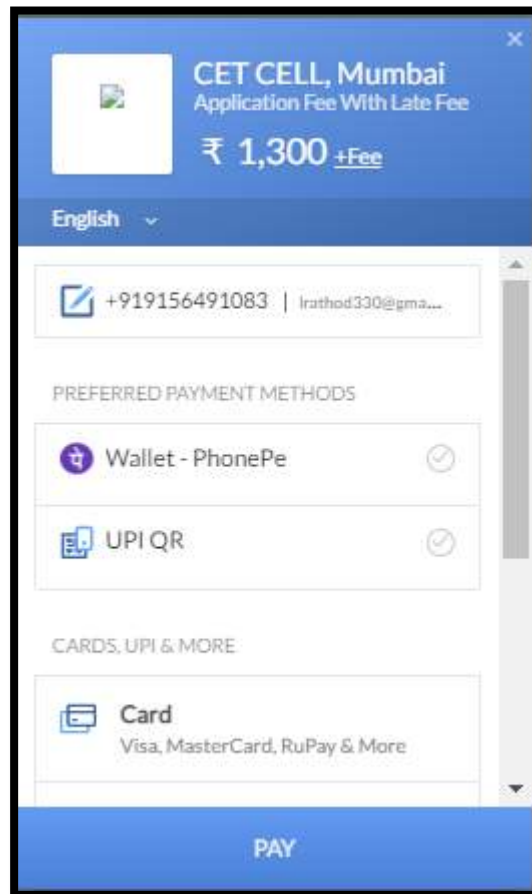 CET CELL, Mumbai
Application Fee With Late Fee
₹ 1,300 +Fee
English
+919156491083 | lrathod330@gma...
PREFERRED PAYMENT METHODS
पे Wallet - PhonePe
UPI QR
CARDS, UPI & MORE
Card
Visa, MasterCard, RuPay & More
PAY